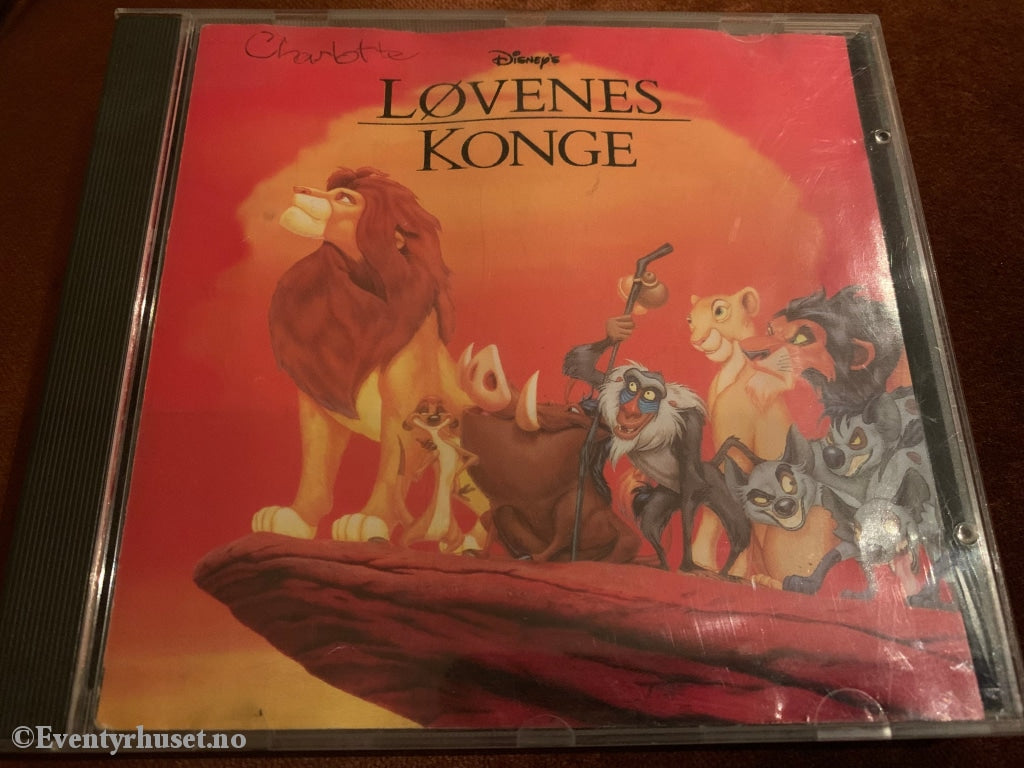 Charlotte
Disney's
LØVENES
KONGE
©Eventyrhuset.no